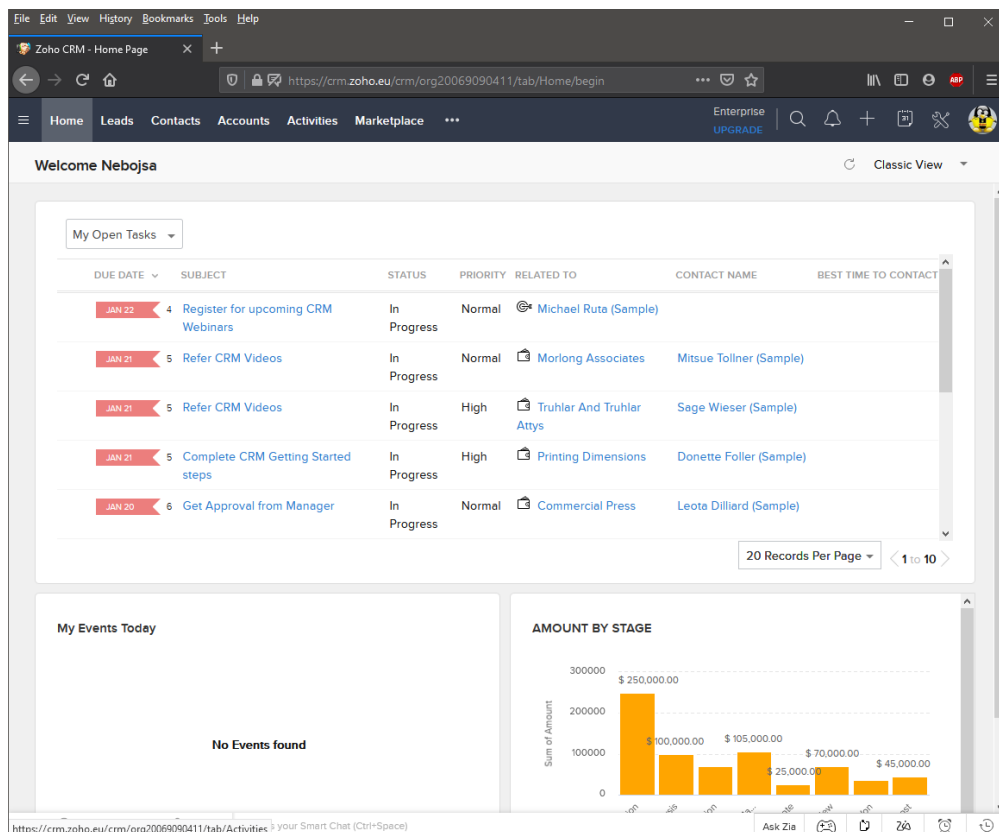 File Edit View History Bookmarks Tools Help
Zoho CRM - Home Page
https://crm.zoho.eu/crm/org20069090411/tab/Home/begin
ABP
Home Leads Contacts Accounts Activities Marketplace
Enterprise
UPGRADE
31
Welcome Nebojsa
Classic View
My Open Tasks
DUE DATE SUBJECT STATUS PRIORITY RELATED TO CONTACT NAME BEST TIME TO CONTACT
JAN 22 4 Register for upcoming CRM In Normal Michael Ruta (Sample)
Webinars Progress
JAN 21 5 Refer CRM Videos In Normal Morlong Associates Mitsue Tollner (Sample)
Progress
JAN 21 5 Refer CRM Videos In High Truhlar And Truhlar Sage Wieser (Sample)
Progress Attys
JAN 21 5 Complete CRM Getting Started In High Printing Dimensions Donette Foller (Sample)
steps Progress
JAN 20 6 Get Approval from Manager In Normal Commercial Press Leota Dilliard (Sample)
Progress
20 Records Per Page 1 to 10
My Events Today
No Events found
AMOUNT BY STAGE
Sum of Amount
300000
200000
100000
0
$ 250,000.00
$ 100,000.00
$ 105,000.00
$ 25,000.00
$ 70,000.00
$ 45,000.00
https://crm.zoho.eu/crm/org20069090411/tab/Activities
s your Smart Chat (Ctrl+Space)
Ask Zia